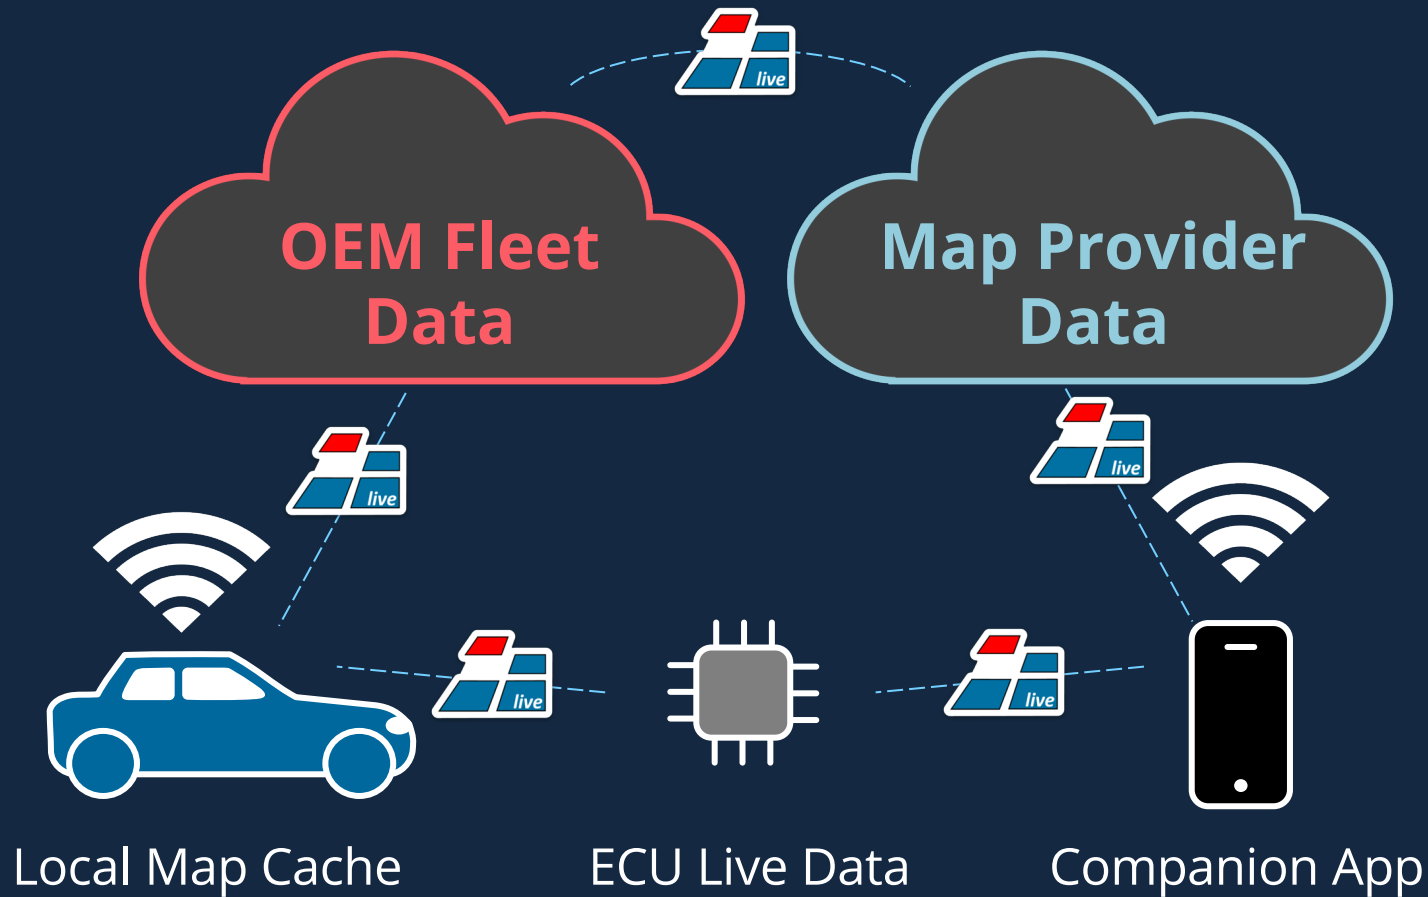 live
OEM Fleet
Data
Map Provider
Data
live
live
live
live
Local Map Cache
ECU Live Data
Companion App